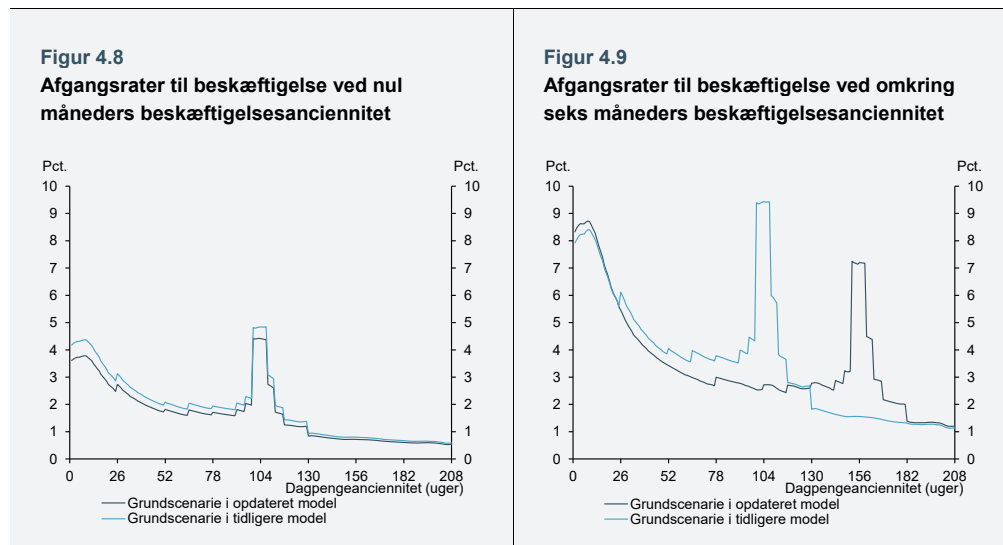 Figur 4.8
Afgangsrater til beskæftigelse ved nul
måneders beskæftigelsesanciennitet
Pct.
Pct.
10
9
8
7
6
5
4
3
2
1
0
10
9
8
7
6
5
4
3
2
1
0
0 26 52 78 104 130 156 182 208
Dagpengeanciennitet (uger)
Grundscenarie i opdateret model
Grundscenarie i tidligere model
Figur 4.9
Afgangsrater til beskæftigelse ved omkring
seks måneders beskæftigelsesanciennitet
Pct.
Pct.
10
9
8
7
6
5
4
3
2
1
0
10
9
8
7
6
5
4
3
2
1
0
0 26 52 78 104 130 156 182 208
Dagpengeanciennitet (uger)
Grundscenarie i opdateret model
Grundscenarie i tidligere model